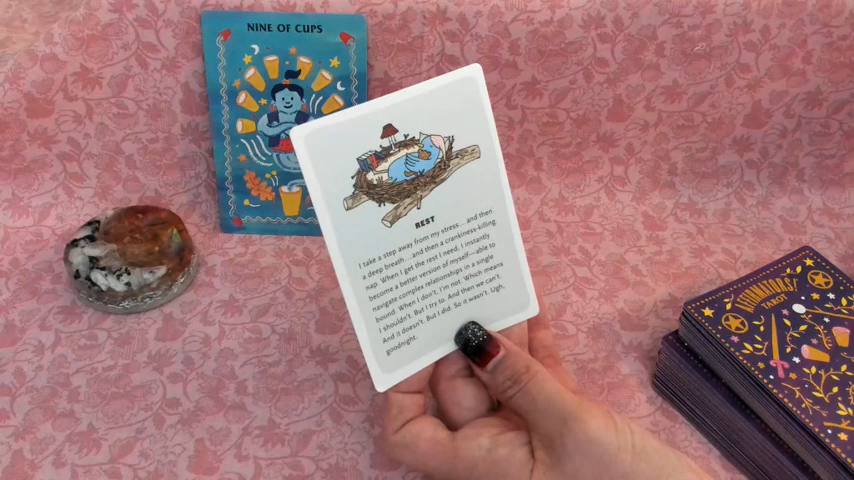 NINE OF CUPS
REST
I take a step away from my stress... and then
a deep breath ...and then a crankiness-killing
nap. When I get the rest I need, I instantly
become a better version of myself—able to
navigate complex relationships in a single
bound. When I don't, I'm not. Which means
I shouldn't. But I try to. And then we can't.
And it doesn't. But I did. So it wasn't. Ugh,
goodnight.
AFFIRMATORS!
TAROT